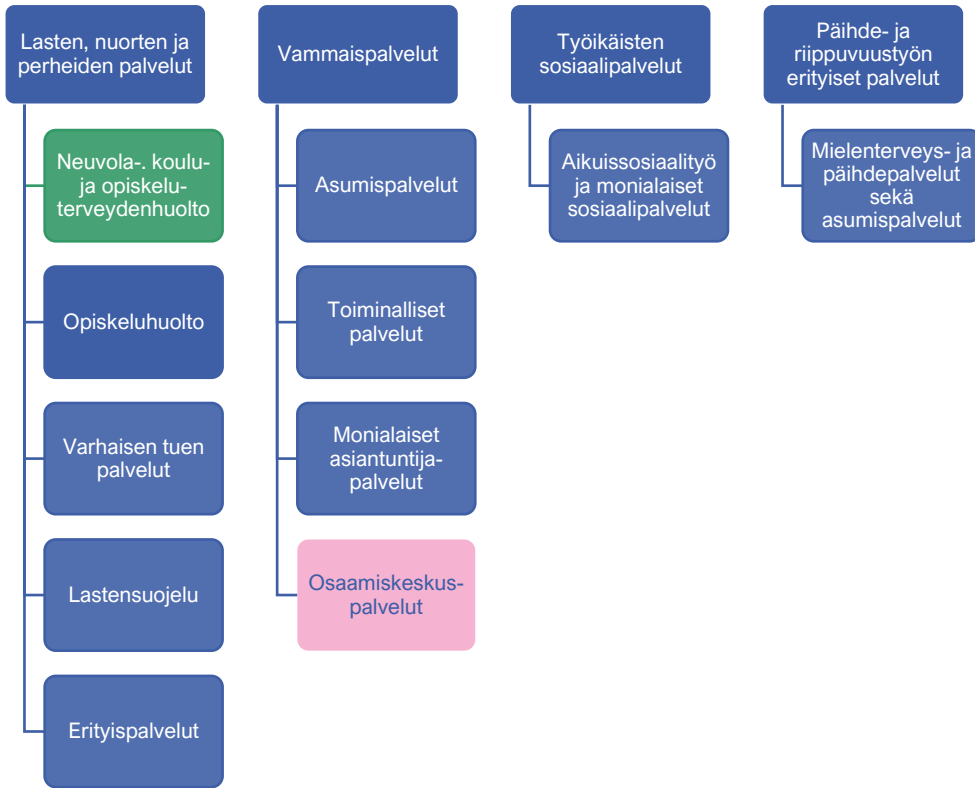 Lasten, nuorten ja
perheiden palvelut
Neuvola-. koulu-
ja opiskelu-
terveydenhuolto
Opiskeluhuolto
Varhaisen tuen
palvelut
Lastensuojelu
Erityispalvelut
Vammaispalvelut
Asumispalvelut
Toiminalliset
palvelut
Monialaiset
asiantuntija-
palvelut
Osaamiskeskus-
palvelut
Työikäisten
sosiaalipalvelut
Aikuissosiaalityö
ja monialaiset
sosiaalipalvelut
Päihde- ja
riippuvuustyön
erityiset palvelut
Mielenterveys- ja
päihdepalvelut
sekä
asumispalvelut